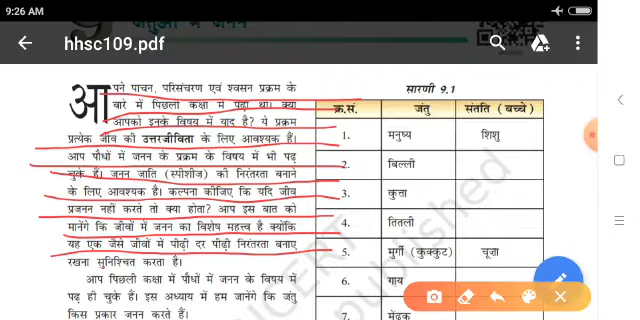 9:26 AM
जंतुओं में जनन
hhsc109.pdf
आपने पाचन, परिसंचरण एवं श्वसन प्रक्रम के
बारे में पिछली कक्षा में पढ़ा था। क्या
आपको इनके विषय में याद है? ये प्रक्रम
प्रत्येक जीव की उत्तरजीविता के लिए आवश्यक हैं।
आप पौधों में जनन के प्रक्रम के विषय में भी पढ़
चुके हैं। जनन जाति (स्पीशीज) की निरंतरता बनाने
के लिए आवश्यक है। कल्पना कीजिए कि यदि जीव
प्रजनन नहीं करते तो क्या होता? आप इस बात को
मानेंगे कि जीवों में जनन का विशेष महत्त्व है क्योंकि
यह एक जैसे जीवों में पीढ़ी दर पीढ़ी निरंतरता बनाए
रखना सुनिश्चित करता है।
आप पिछली कक्षा में पौधों में जनन के विषय में
पढ़ ही चुके हैं। इस अध्याय में हम जानेंगे कि जंतु
किस प्रकार जनन करते हैं।
सारणी 9.1
क्र.सं. जंतु संतति (बच्चे)
1. मनुष्य शिशु
2. बिल्ली
3. कुत्ता
4. तितली
5. मुर्गी (कुक्कुट) चूज़ा
6. गाय
7. मेंढक
NCERT
published